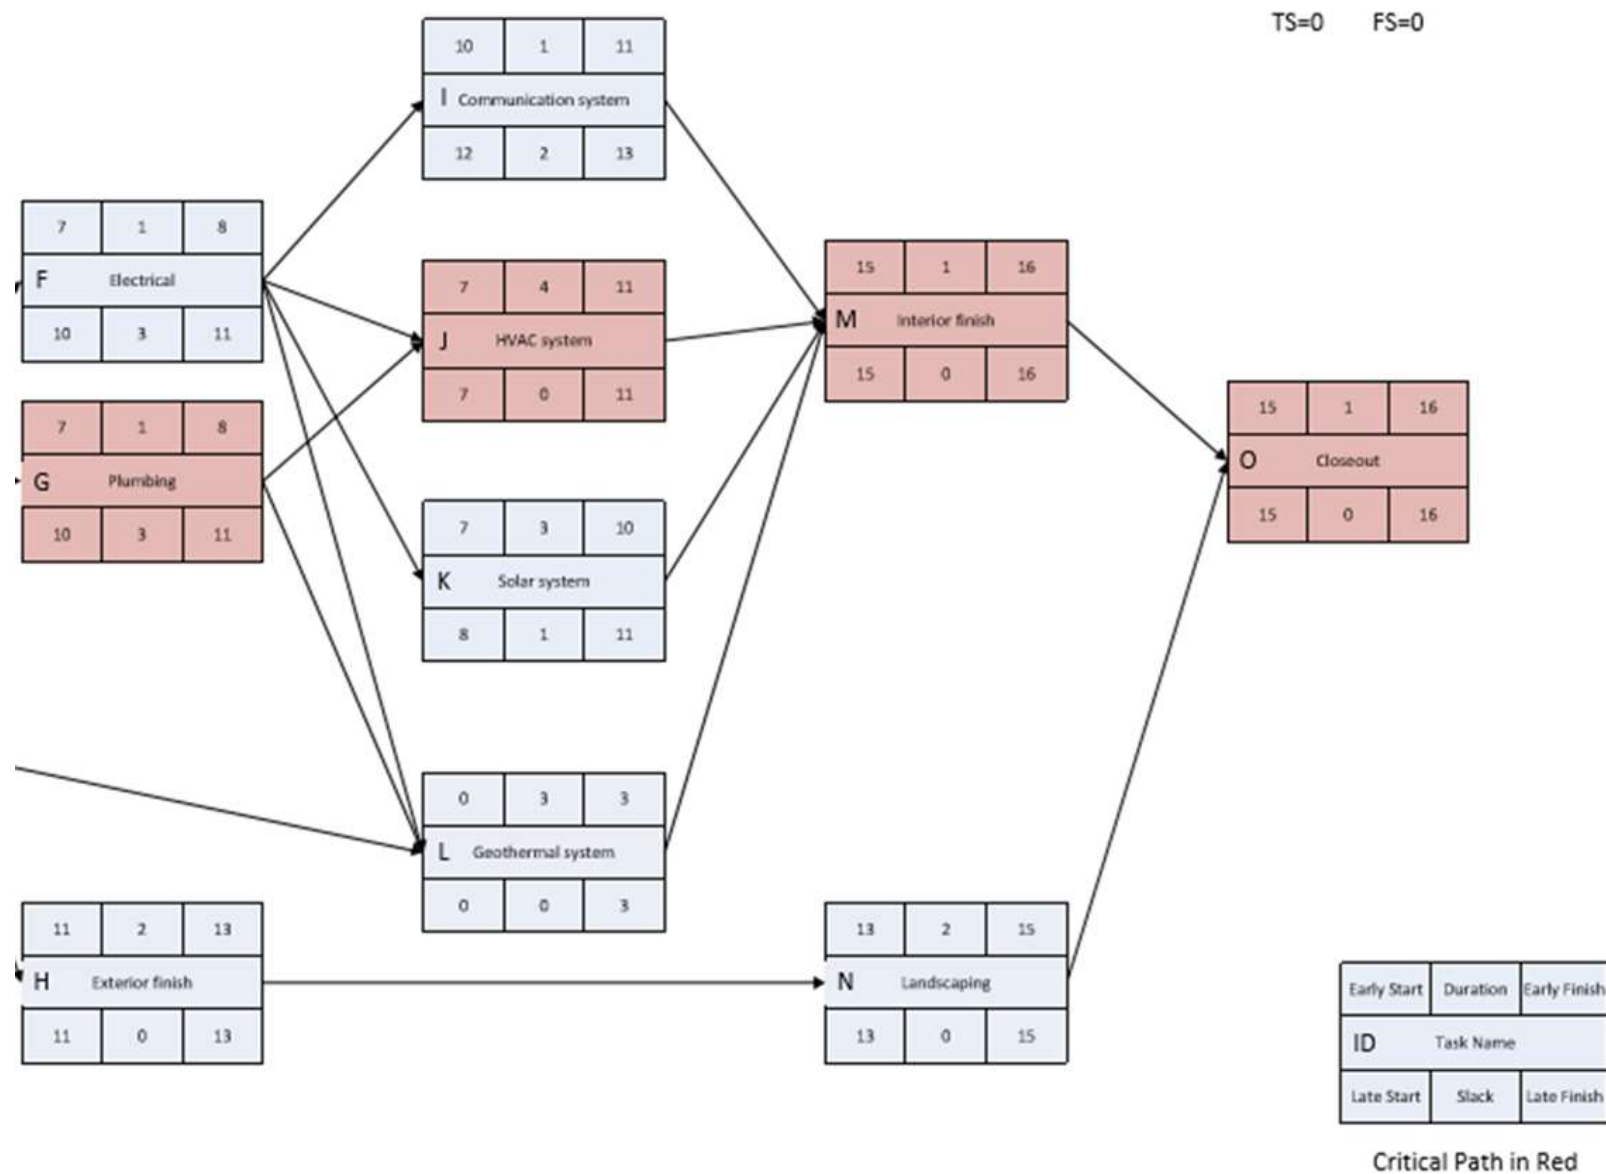 TS=0 FS=0
10 1 11
I Communication system
12 2 13
7 1 8
F Electrical
10 3 11
7 4 11
J HVAC system
7 0 11
15 1 16
M Interior finish
15 0 16
7 1 8
G Plumbing
10 3 11
15 1 16
O Closeout
15 0 16
7 3 10
K Solar system
8 1 11
0 3 3
L Geothermal system
0 0 3
11 2 13
H Exterior finish
11 0 13
13 2 15
N Landscaping
13 0 15
Early Start Duration Early Finish
ID Task Name
Late Start Slack Late Finish
Critical Path in Red